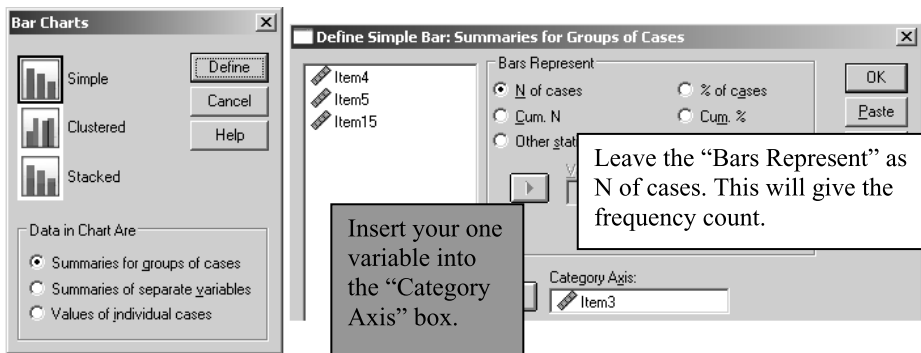 Bar Charts
Simple
Clustered
Stacked
Define
Cancel
Help
Data in Chart Are
Summaries for groups of cases
Summaries of separate variables
Values of individual cases
Define Simple Bar: Summaries for Groups of Cases
Item4
Item5
Item15
Bars Represent
N of cases
% of cases
Cum. N
Cum. %
Other
OK
Paste
Leave the “Bars Represent” as
N of cases. This will give the
frequency count.
Insert your one
variable into
the “Category
Axis” box.
Category Axis:
Item3